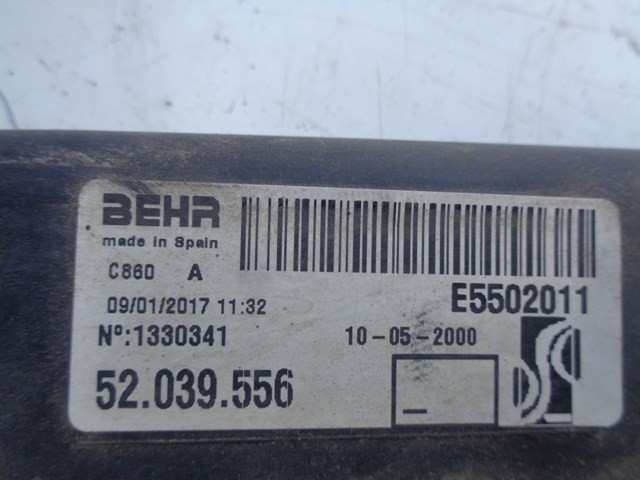 BEHR
made in Spain
C860 A
09/01/2017 11:32
E5502011
Nº:1330341
10-05-2000
52.039.556